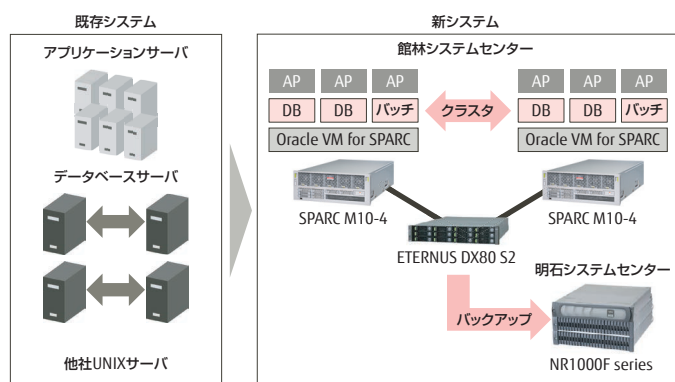 既存システム
アプリケーションサーバ
データベースサーバ
他社UNIXサーバ
新システム
館林システムセンター
AP AP AP AP AP AP
DB DB バッチ クラスタ DB DB バッチ
Oracle VM for SPARC Oracle VM for SPARC
SPARC M10-4 SPARC M10-4
ETERNUS DX80 S2
明石システムセンター
バックアップ
NR1000F series